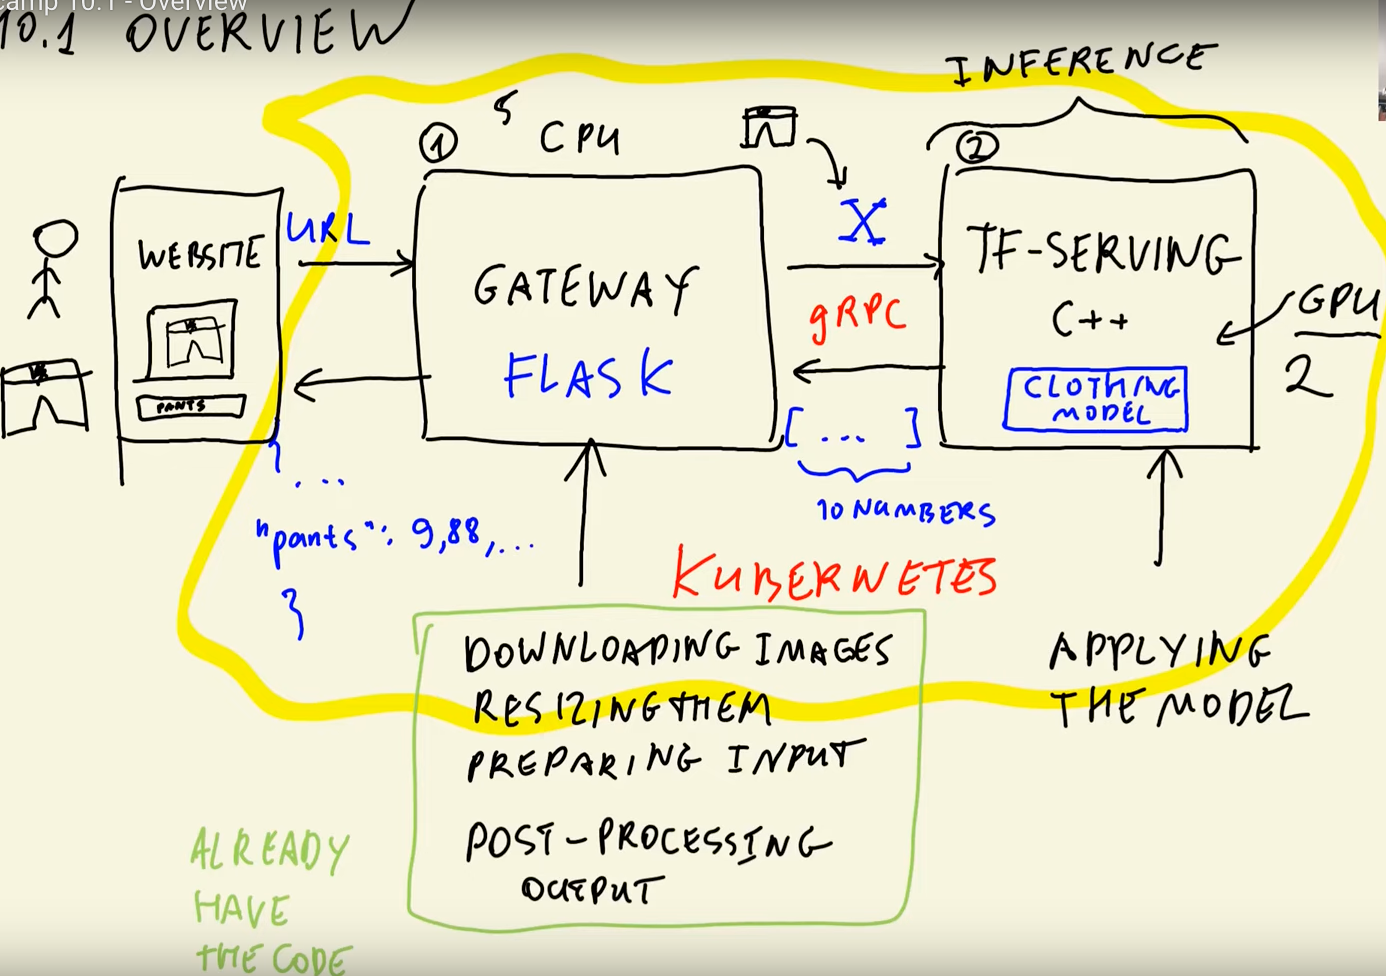 camp 10.1 - Overview
10.1 OVERVIEW
INFERENCE
5
① CPU
②
URL
X
WEBSITE
PANTS
GATEWAY
FLASK
gRPC
TF-SERVING
C++
CLOTHING
MODEL
GPU
2
[ ... ]
10 NUMBERS
{
...
"pants": 9,88,...
}
KUBERNETES
DOWNLOADING IMAGES
RESIZING THEM
PREPARING INPUT
POST-PROCESSING
OUTPUT
APPLYING
THE MODEL
ALREADY
HAVE
THE CODE